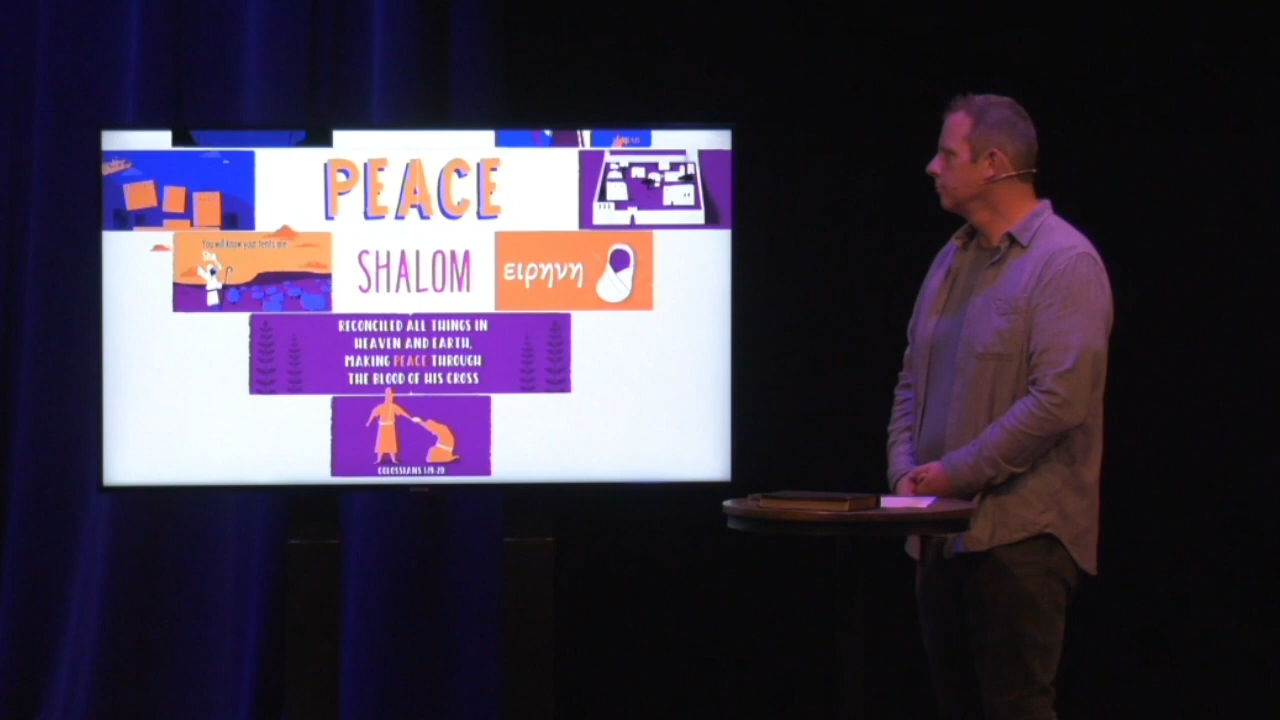 PEACE
You will know your tents are
Sha
SHALOM
ειρηνη
RECONCILED ALL THINGS IN
HEAVEN AND EARTH,
MAKING PEACE THROUGH
THE BLOOD OF HIS CROSS
COLOSSIANS 1:19-20